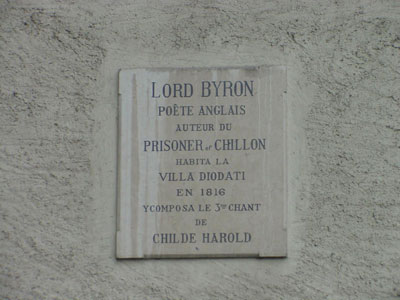 LORD BYRON
POÈTE ANGLAIS
AUTEUR DU
PRISONER of CHILLON
HABITA LA
VILLA DIODATI
EN 1816
Y COMPOSA LE 3me CHANT
DE
CHILDE HAROLD